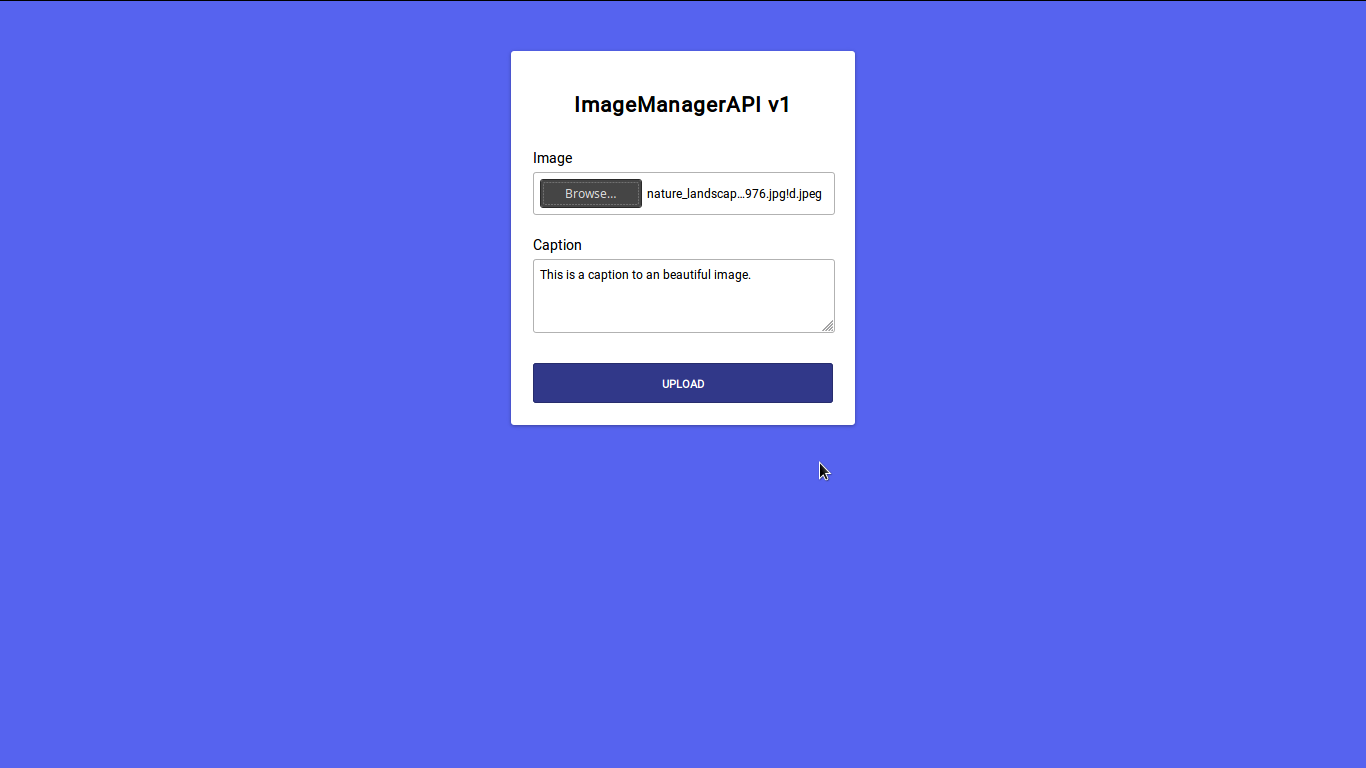 ImageManagerAPI v1
Image
Browse... nature_landscap...976.jpg!d.jpeg
Caption
This is a caption to an beautiful image.
UPLOAD